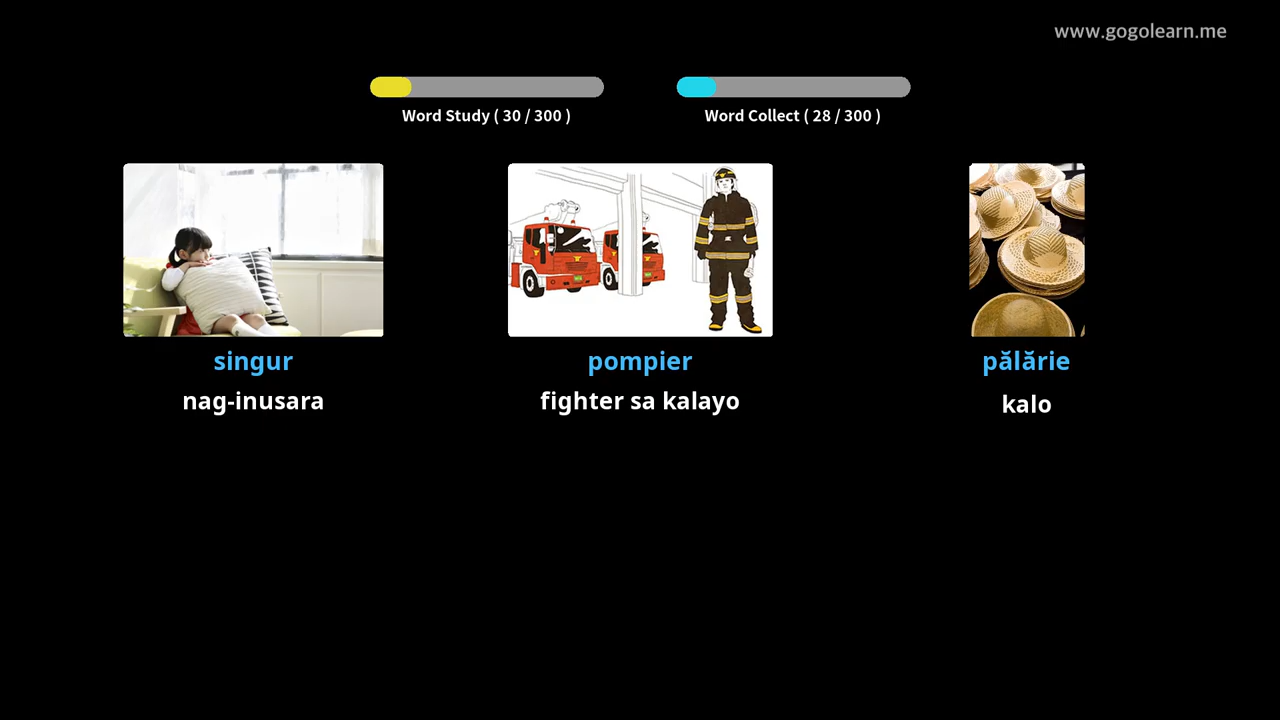 www.gogolearn.me
Word Study ( 30 / 300 )
Word Collect ( 28 / 300 )
singur
nag-inusara
pompier
fighter sa kalayo
pălărie
kalo